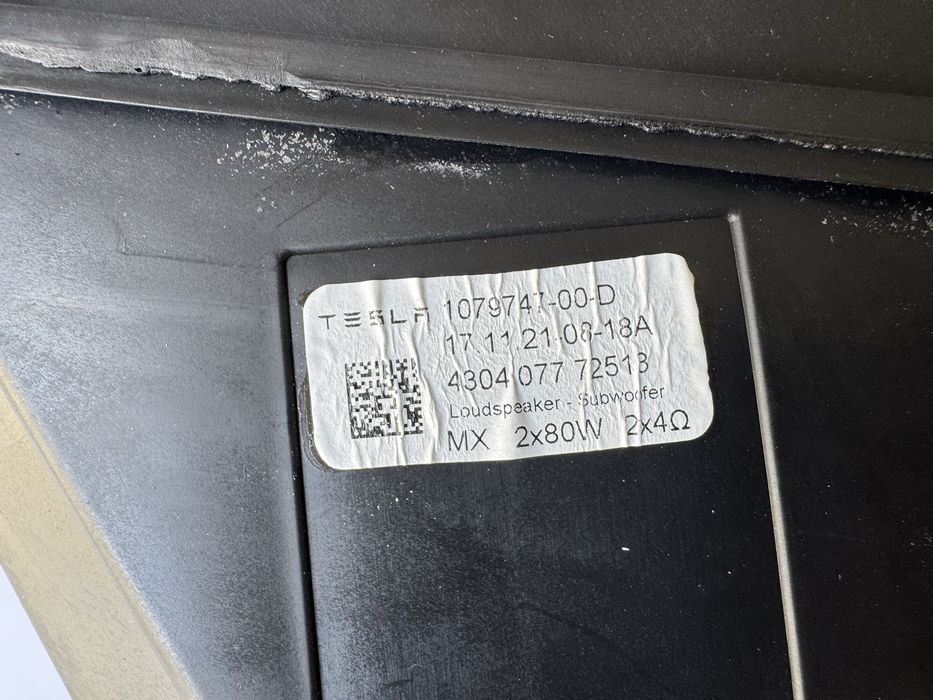 TESLA 1079747-00-D
17.11.21-08-18A
4304 077 72513
Loudspeaker - Subwoofer
MX 2x80W 2x4Ω